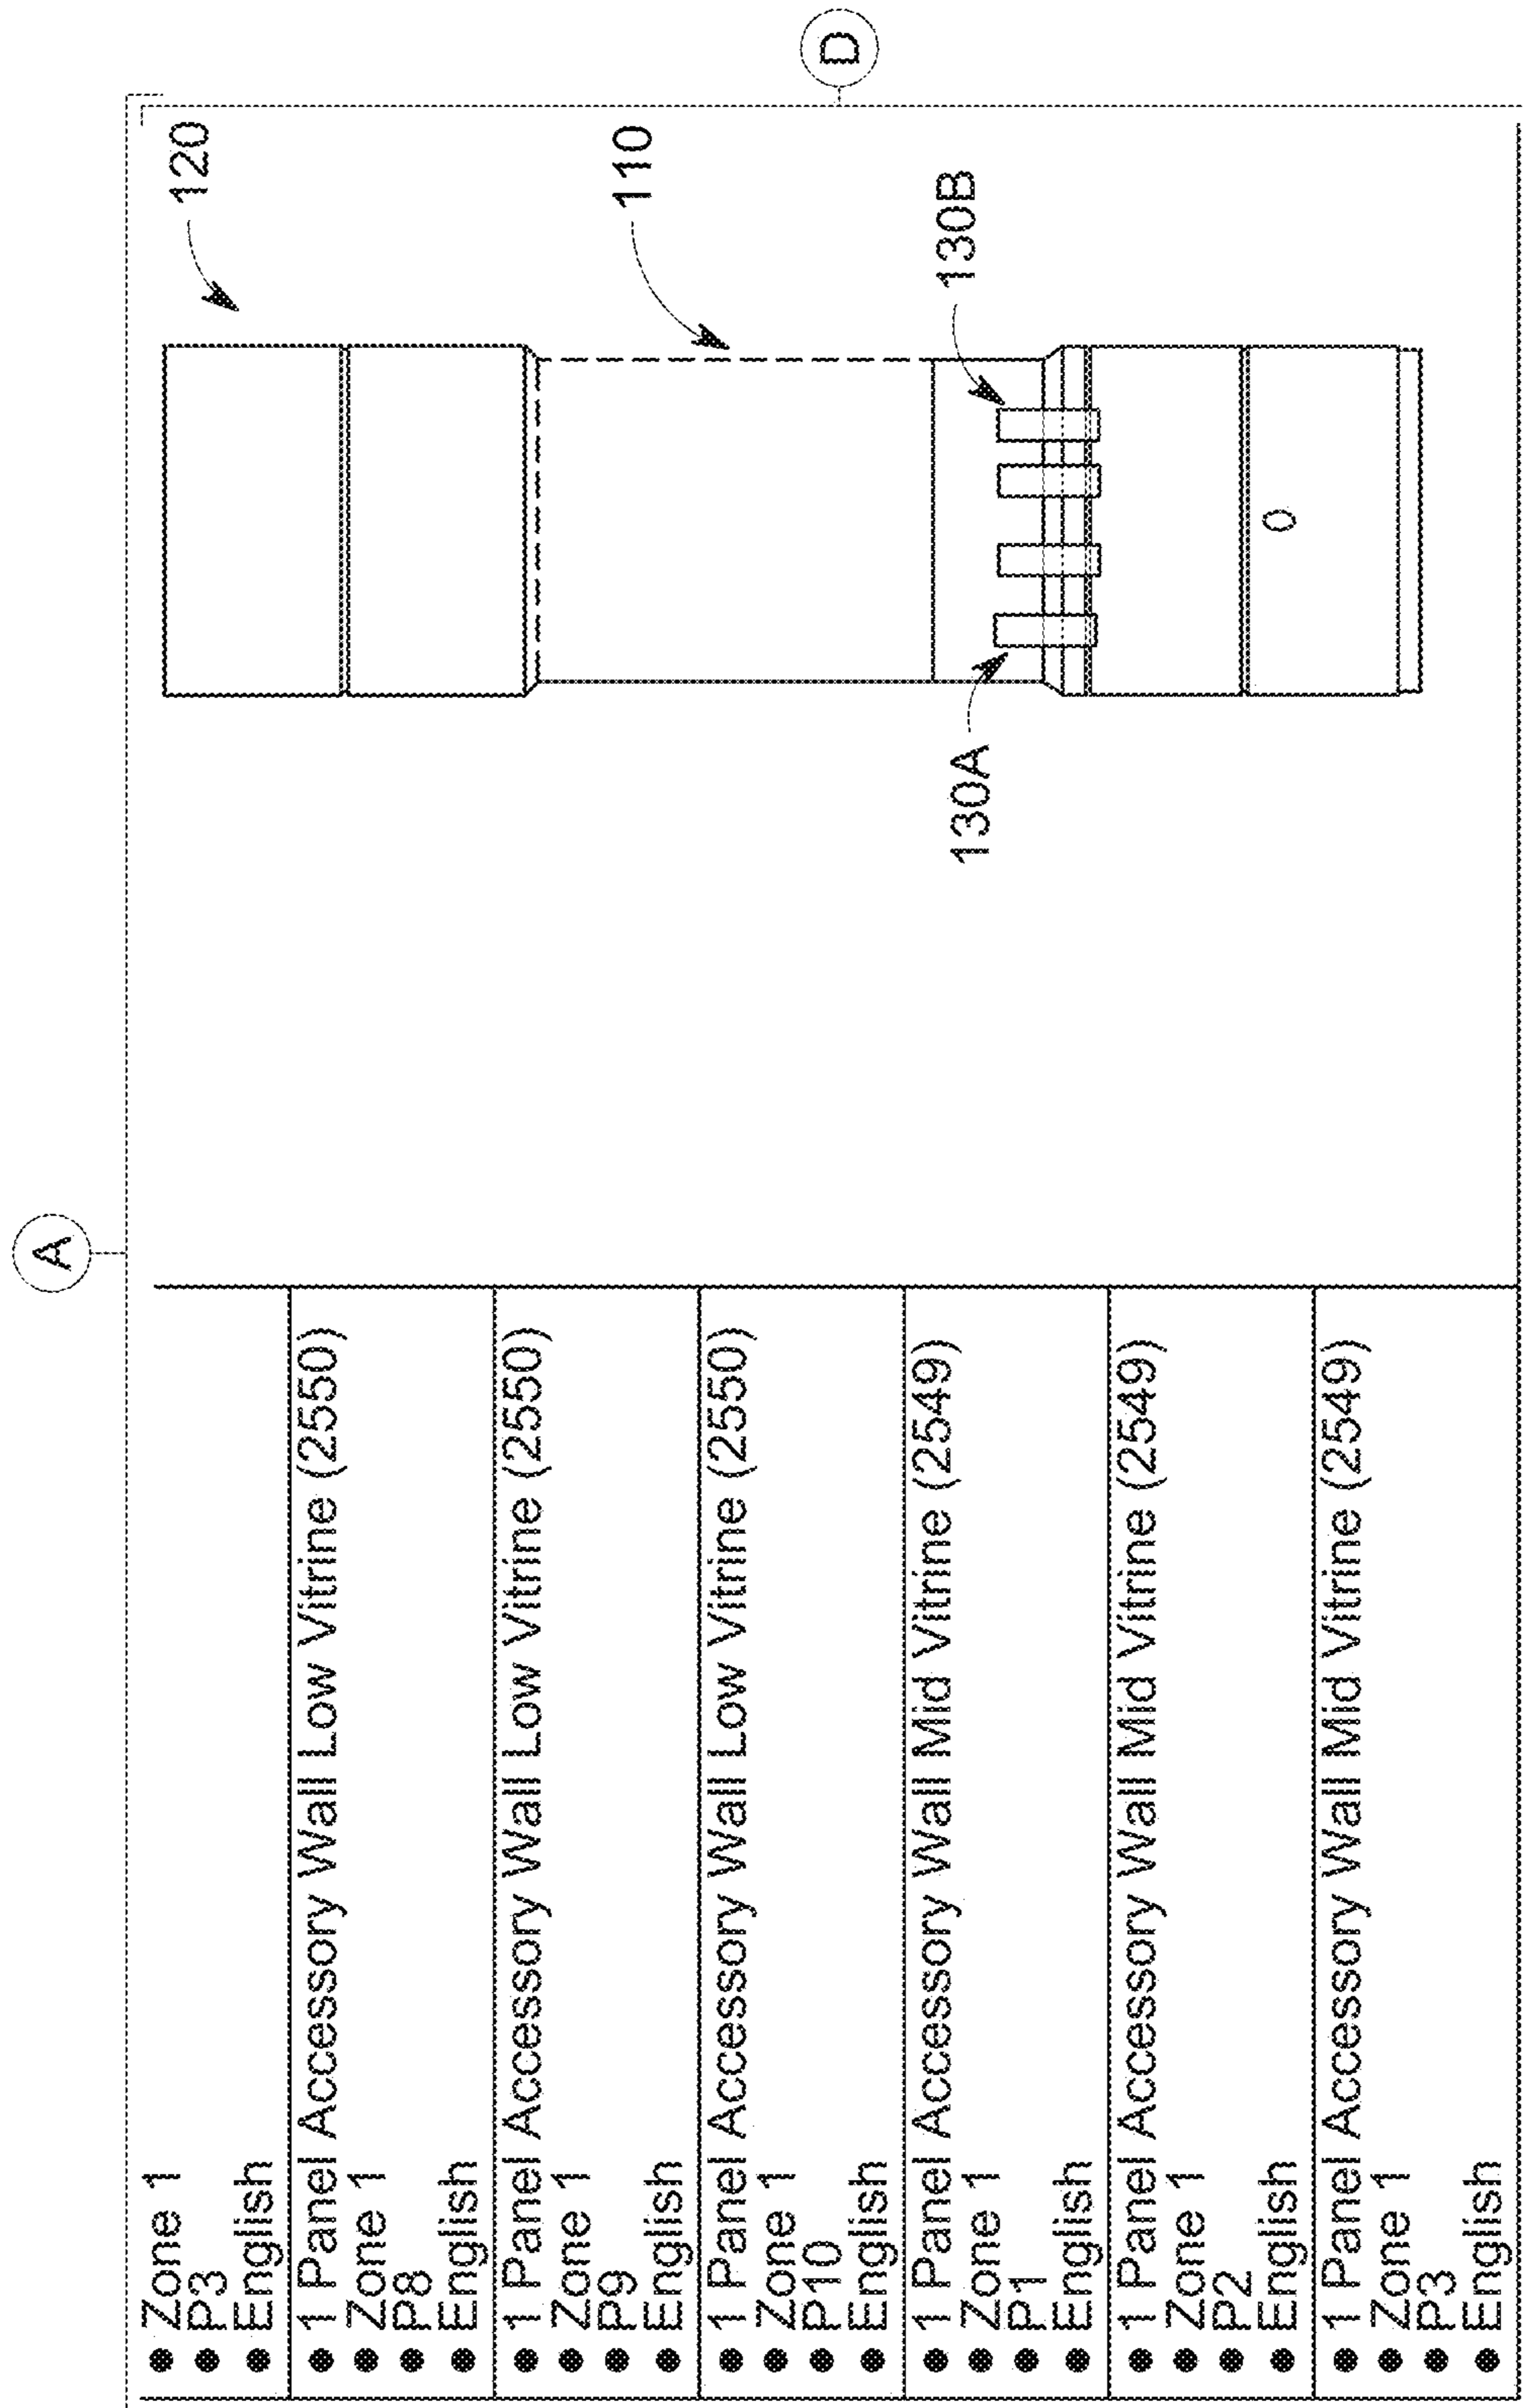 A
● Zone 1
● P3
● English
● 1 Panel Accessory Wall Low Vitrine (2550)
● Zone 1
● P8
● English
● 1 Panel Accessory Wall Low Vitrine (2550)
● Zone 1
● P9
● English
● 1 Panel Accessory Wall Low Vitrine (2550)
● Zone 1
● P10
● English
● 1 Panel Accessory Wall Mid Vitrine (2549)
● Zone 1
● P1
● English
● 1 Panel Accessory Wall Mid Vitrine (2549)
● Zone 1
● P2
● English
● 1 Panel Accessory Wall Mid Vitrine (2549)
● Zone 1
● P3
● English
120
110
130A
130B
0
D